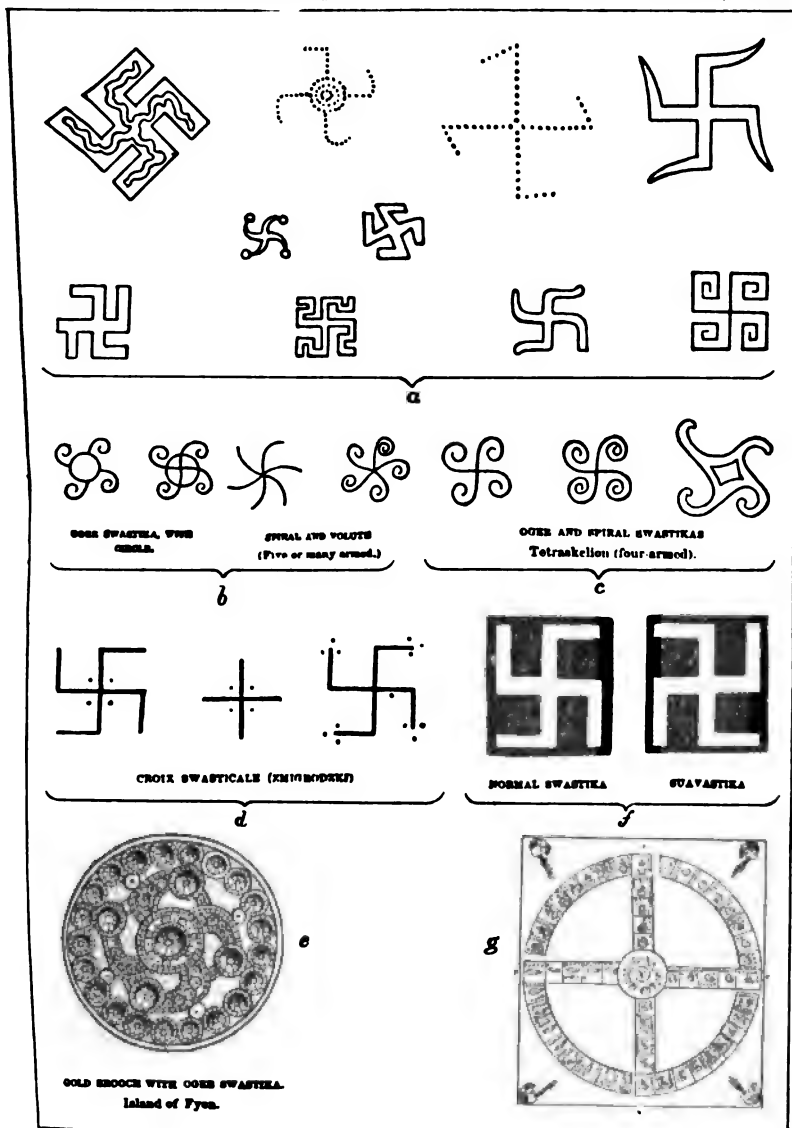 a
OGEE SWASTIKA, WITH
CIRCLE.
SPIRAL AND VOLUTE
(Five or many armed.)
OGEE AND SPIRAL SWASTIKAS
Tetraskelion (four-armed).
b
c
CROIX SWASTICALE (ZMIGRODZKI)
NORMAL SWASTIKA
SUAVASTIKA
d
f
e
g
GOLD BROOCH WITH OGEE SWASTIKA.
Island of Fyen.